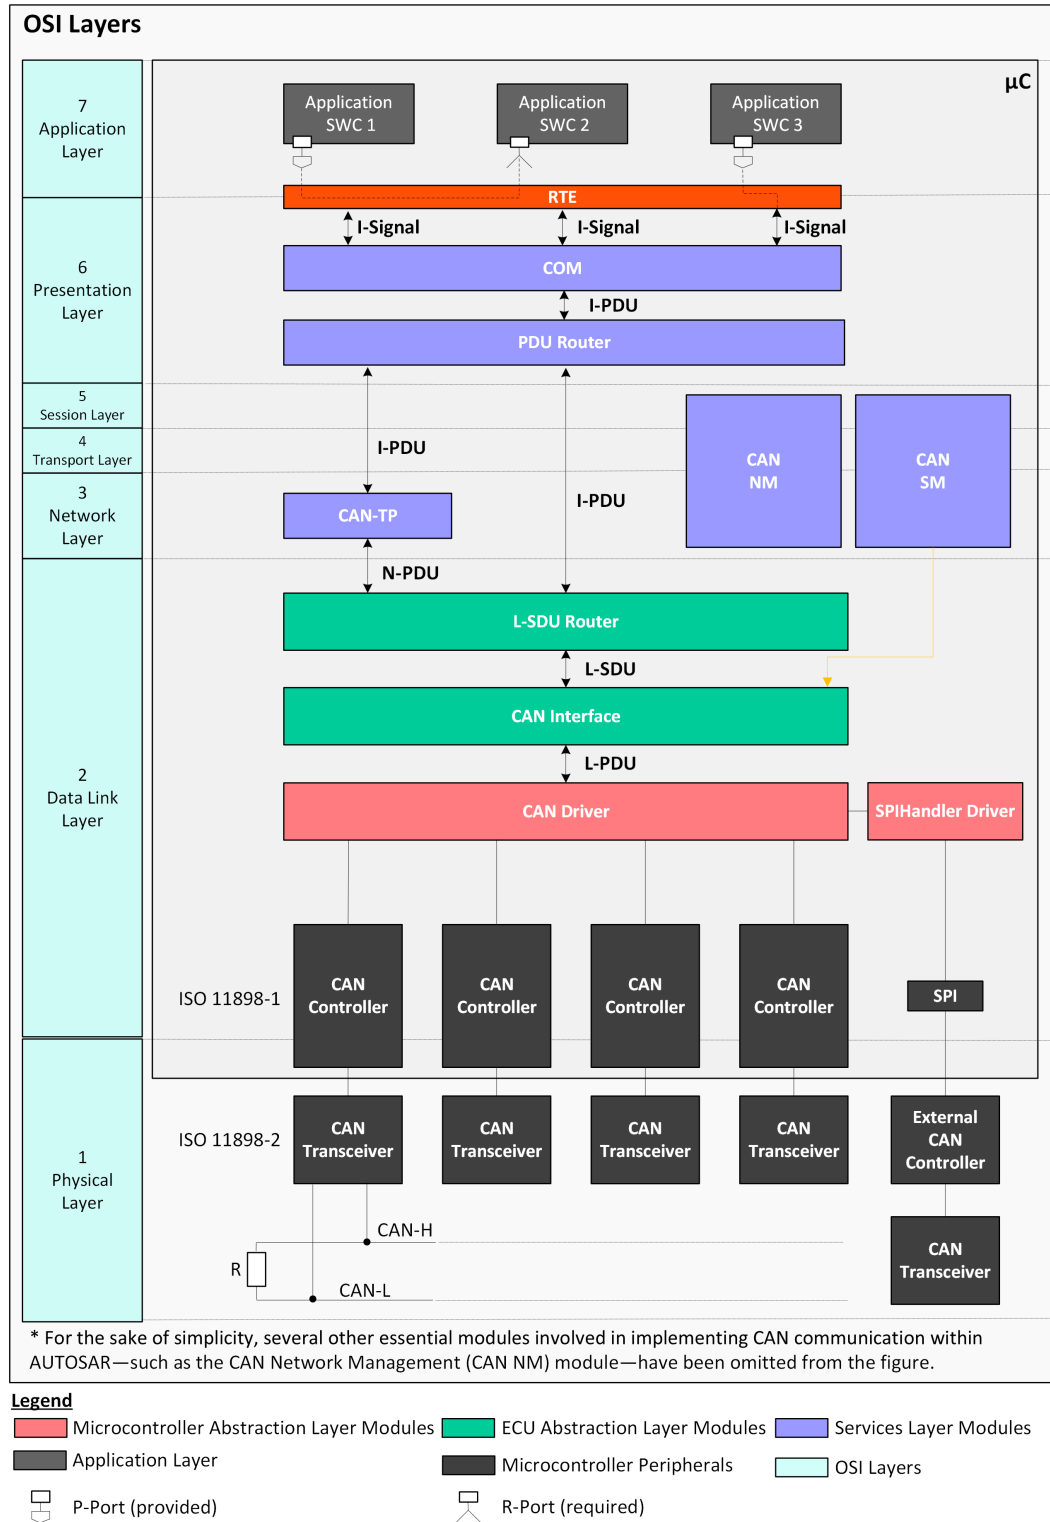 OSI Layers
µC
7
Application
Layer
Application
SWC 1
Application
SWC 2
Application
SWC 3
RTE
I-Signal
I-Signal
I-Signal
6
Presentation
Layer
COM
I-PDU
PDU Router
5
Session Layer
4
Transport Layer
3
Network
Layer
I-PDU
I-PDU
CAN
NM
CAN
SM
CAN-TP
N-PDU
2
Data Link
Layer
L-SDU Router
L-SDU
CAN Interface
L-PDU
CAN Driver
SPIHandler Driver
ISO 11898-1
CAN
Controller
CAN
Controller
CAN
Controller
CAN
Controller
SPI
1
Physical
Layer
ISO 11898-2
CAN
Transceiver
CAN
Transceiver
CAN
Transceiver
CAN
Transceiver
External
CAN
Controller
CAN
Transceiver
CAN-H
R
CAN-L
* For the sake of simplicity, several other essential modules involved in implementing CAN communication within
AUTOSAR—such as the CAN Network Management (CAN NM) module—have been omitted from the figure.
Legend
Microcontroller Abstraction Layer Modules
ECU Abstraction Layer Modules
Services Layer Modules
Application Layer
Microcontroller Peripherals
OSI Layers
P-Port (provided)
R-Port (required)